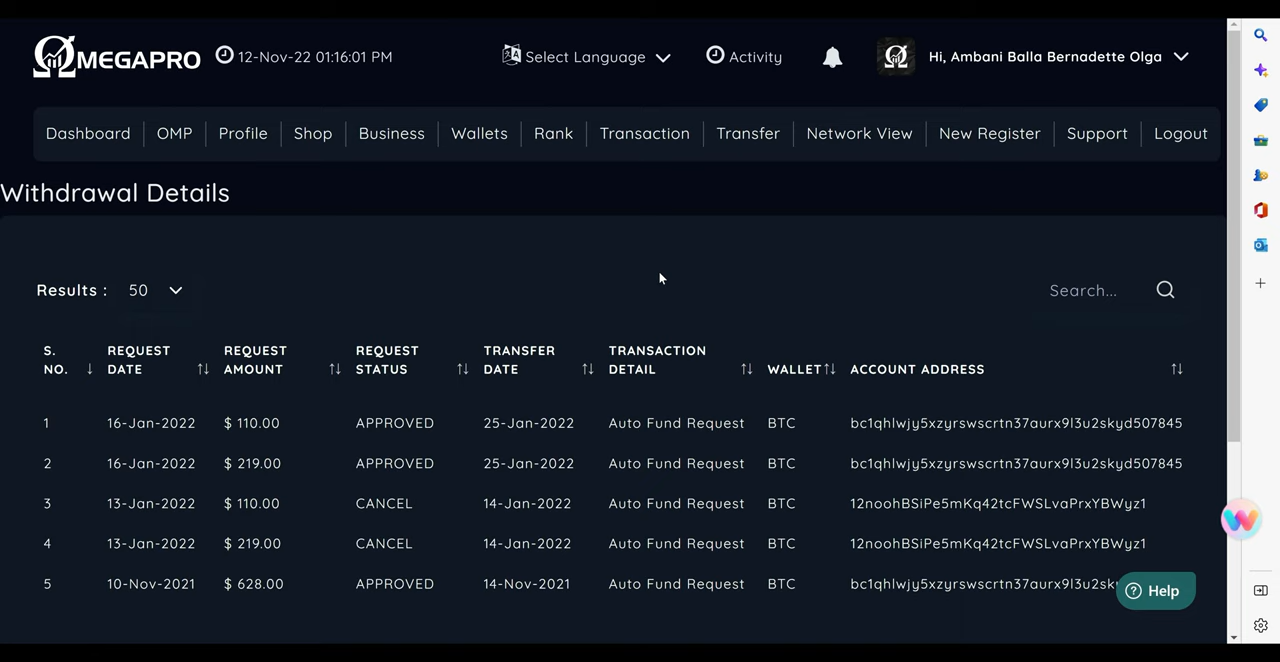 ΩMEGAPRO 12-Nov-22 01:16:01 PM Select Language Activity Hi, Ambani Balla Bernadette Olga
Dashboard OMP Profile Shop Business Wallets Rank Transaction Transfer Network View New Register Support Logout
Withdrawal Details
Results : 50 Search...
S. NO. REQUEST DATE REQUEST AMOUNT REQUEST STATUS TRANSFER DATE TRANSACTION DETAIL WALLET ACCOUNT ADDRESS
1 16-Jan-2022 $ 110.00 APPROVED 25-Jan-2022 Auto Fund Request BTC bc1qhlwjy5xzyrswscrtn37aurx9l3u2skyd507845
2 16-Jan-2022 $ 219.00 APPROVED 25-Jan-2022 Auto Fund Request BTC bc1qhlwjy5xzyrswscrtn37aurx9l3u2skyd507845
3 13-Jan-2022 $ 110.00 CANCEL 14-Jan-2022 Auto Fund Request BTC 12noohBSiPe5mKq42tcFWSLvaPrxYBWyz1
4 13-Jan-2022 $ 219.00 CANCEL 14-Jan-2022 Auto Fund Request BTC 12noohBSiPe5mKq42tcFWSLvaPrxYBWyz1
5 10-Nov-2021 $ 628.00 APPROVED 14-Nov-2021 Auto Fund Request BTC
Help